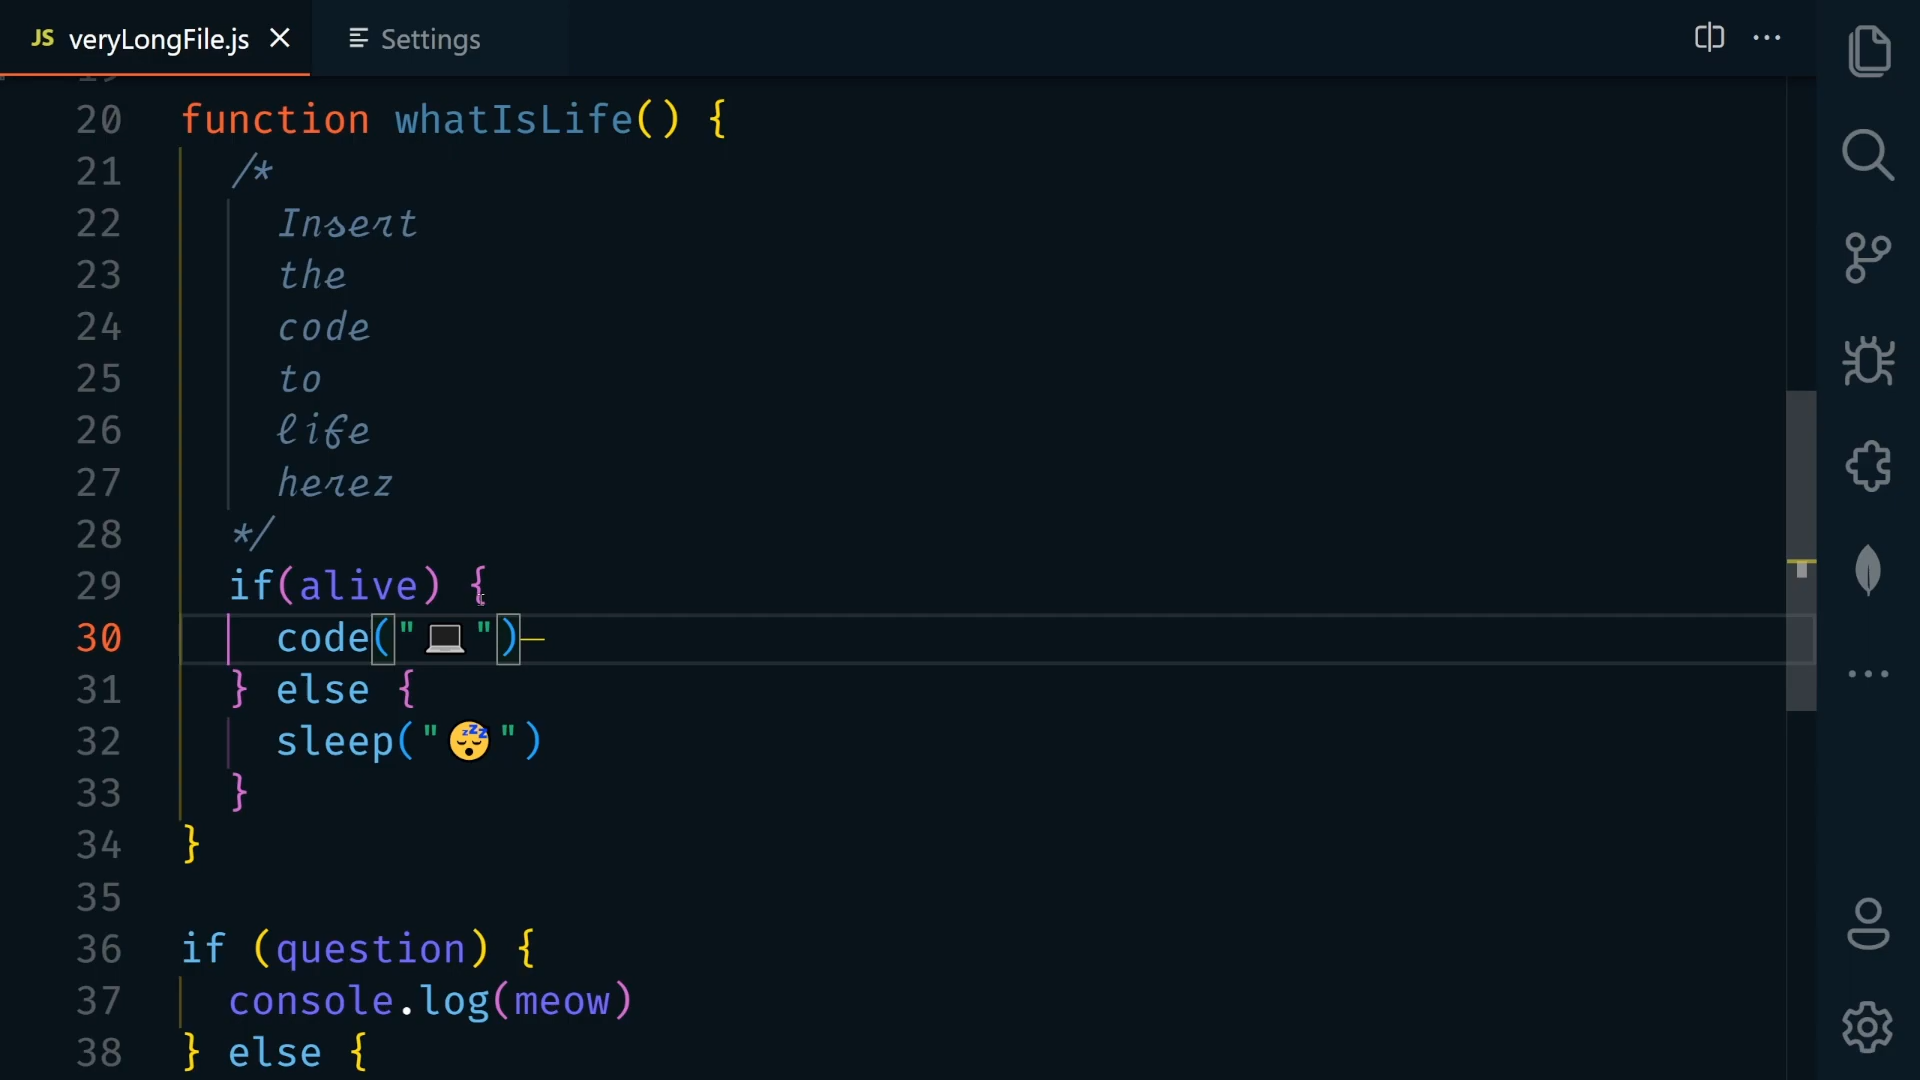 JS veryLongFile.js Settings
19
20 function whatIsLife() {
21 /*
22 Insert
23 the
24 code
25 to
26 life
27 herez
28 */
29 if(alive) {
30 code("💻")
31 } else {
32 sleep("😴")
33 }
34 }
35
36 if (question) {
37 console.log(meow)
38 } else {